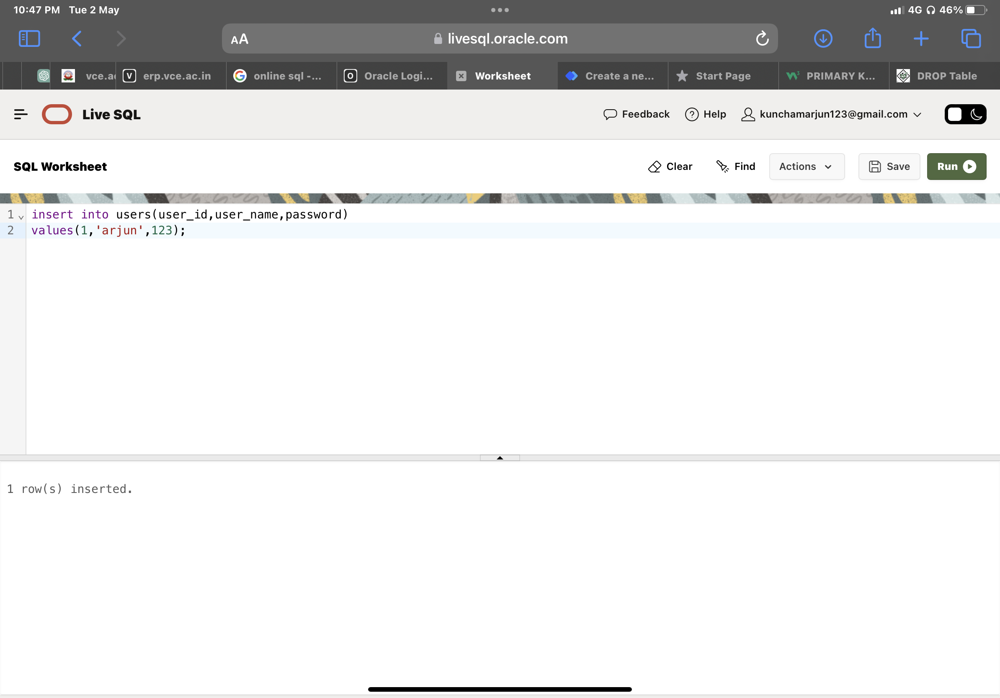 10:47 PM Tue 2 May
4G 46%
AA livesql.oracle.com
vce.a
V erp.vce.ac.in
online sql -...
O Oracle Logi...
Worksheet
Create a ne...
Start Page
W3 PRIMARY K...
DROP Table
Live SQL
Feedback
? Help
kunchamarjun123@gmail.com
SQL Worksheet
Clear
Find
Actions
Save
Run
1 insert into users(user_id,user_name,password)
2 values(1,'arjun',123);
1 row(s) inserted.